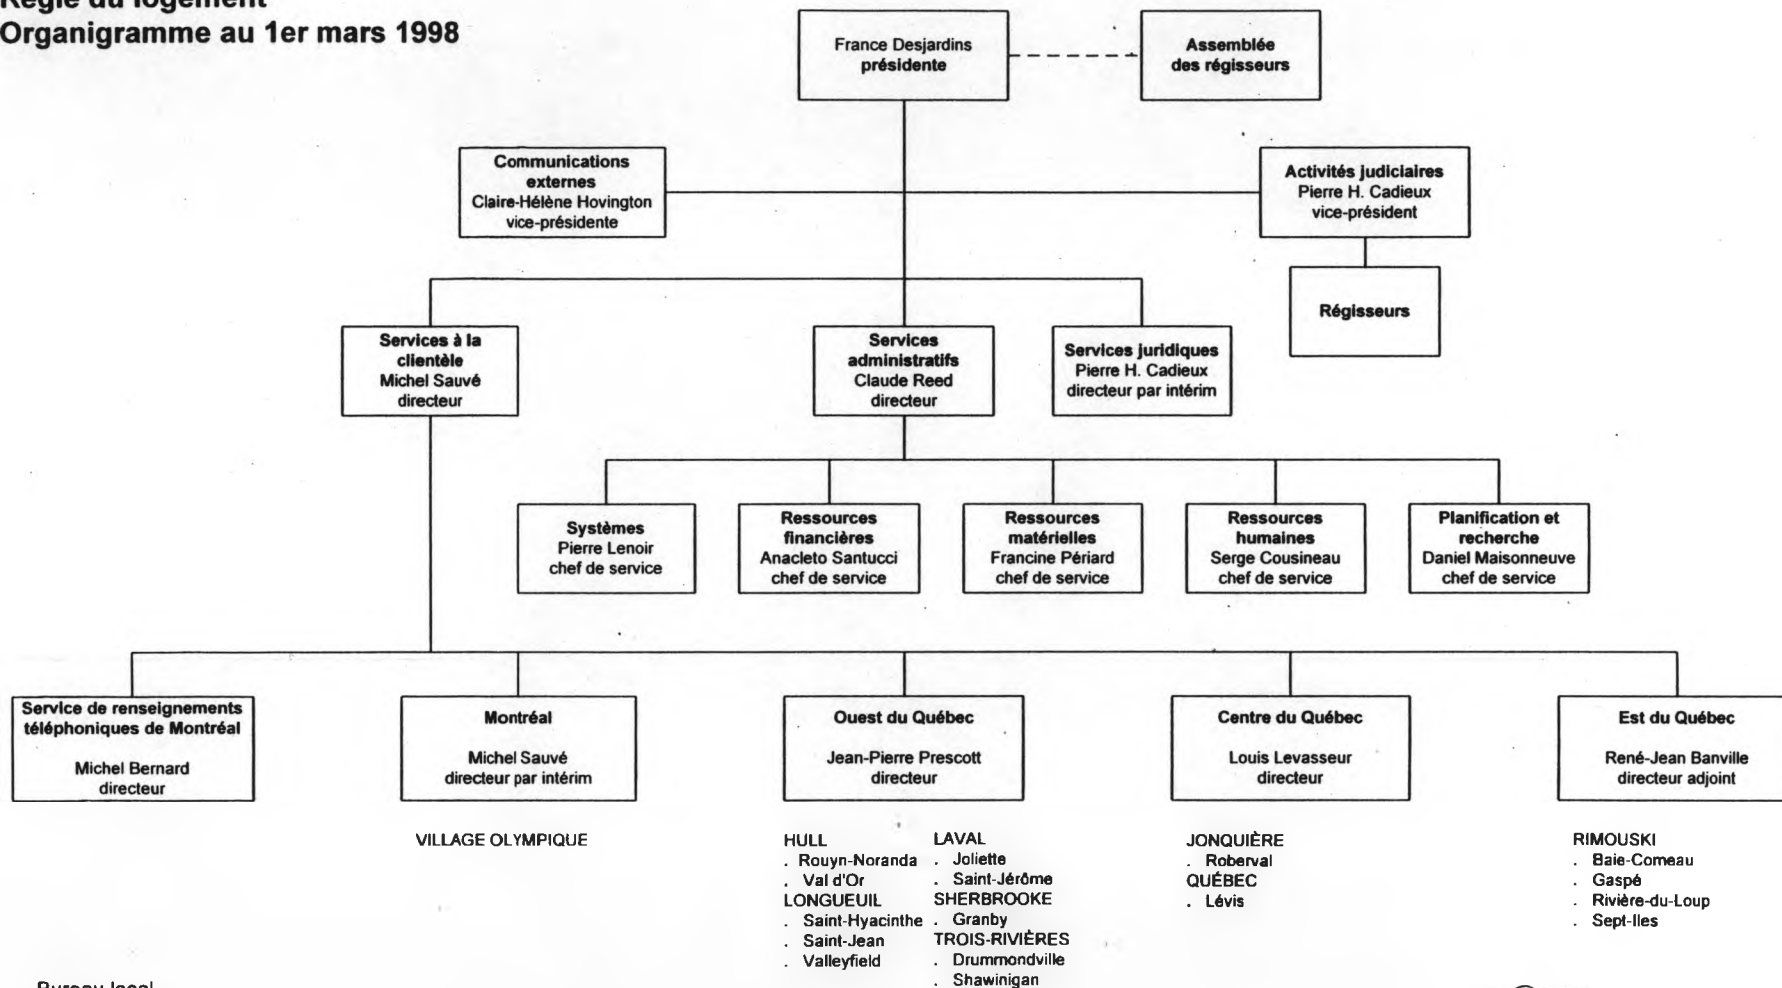 Régie du logement
Organigramme au 1er mars 1998
France Desjardins
présidente
Assemblée
des régisseurs
Communications
externes
Claire-Hélène Hovington
vice-présidente
Activités judiciaires
Pierre H. Cadieux
vice-président
Régisseurs
Services à la
clientèle
Michel Sauvé
directeur
Services
administratifs
Claude Reed
directeur
Services juridiques
Pierre H. Cadieux
directeur par intérim
Systèmes
Pierre Lenoir
chef de service
Ressources
financières
Anacleto Santucci
chef de service
Ressources
matérielles
Francine Périard
chef de service
Ressources
humaines
Serge Cousineau
chef de service
Planification et
recherche
Daniel Maisonneuve
chef de service
Service de renseignements
téléphoniques de Montréal
Michel Bernard
directeur
Montréal
Michel Sauvé
directeur par intérim
Ouest du Québec
Jean-Pierre Prescott
directeur
Centre du Québec
Louis Levasseur
directeur
Est du Québec
René-Jean Banville
directeur adjoint
VILLAGE OLYMPIQUE
HULL
. Rouyn-Noranda
. Val d'Or
LONGUEUIL
. Saint-Hyacinthe
. Saint-Jean
. Valleyfield
LAVAL
. Joliette
. Saint-Jérôme
SHERBROOKE
. Granby
TROIS-RIVIÈRES
. Drummondville
. Shawinigan
JONQUIÈRE
. Roberval
QUÉBEC
. Lévis
RIMOUSKI
. Baie-Comeau
. Gaspé
. Rivière-du-Loup
. Sept-Iles
Bureau local